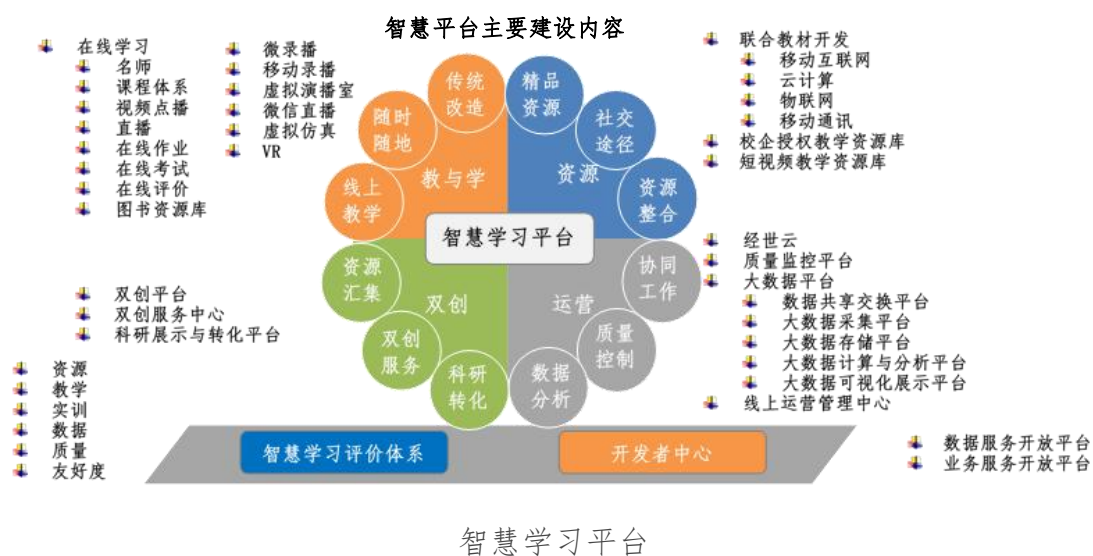 智慧平台主要建设内容
在线学习
名师
课程体系
视频点播
直播
在线作业
在线考试
在线评价
图书资源库
微录播
移动录播
虚拟演播室
微信直播
虚拟仿真
VR
传统
改造
随时
随地
线上
教学
教与学
精品
资源
社交
途径
资源
整合
资源
联合教材开发
移动互联网
云计算
物联网
移动通讯
校企授权教学资源库
短视频教学资源库
智慧学习平台
双创平台
双创服务中心
科研展示与转化平台
资源
汇集
双创
服务
科研
转化
双创
协同
工作
质量
控制
数据
分析
运营
经世云
质量监控平台
大数据平台
数据共享交换平台
大数据采集平台
大数据存储平台
大数据计算与分析平台
大数据可视化展示平台
线上运营管理中心
资源
教学
实训
数据
质量
友好度
智慧学习评价体系
开发者中心
数据服务开放平台
业务服务开放平台
智慧学习平台